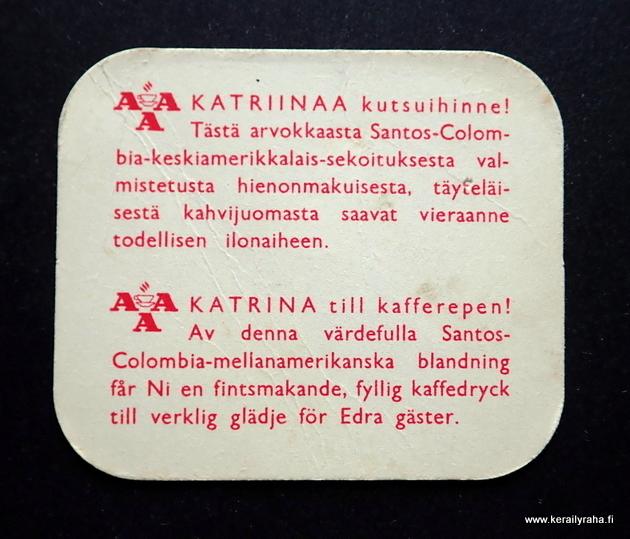 AAA KATRIINAA kutsuihinne!
Tästä arvokkaasta Santos-Colom-
bia-keskiamerikkalais-sekoituksesta val-
mistetusta hienonmakuisesta, täyteläi-
sestä kahvijuomasta saavat vieraanne
todellisen ilonaiheen.
AAA KATRINA till kafferepen!
Av denna värdefulla Santos-
Colombia-mellanamerikanska blandning
får Ni en fintsmakande, fyllig kaffedryck
till verklig glädje för Edra gäster.
www.kerailyraha.fi